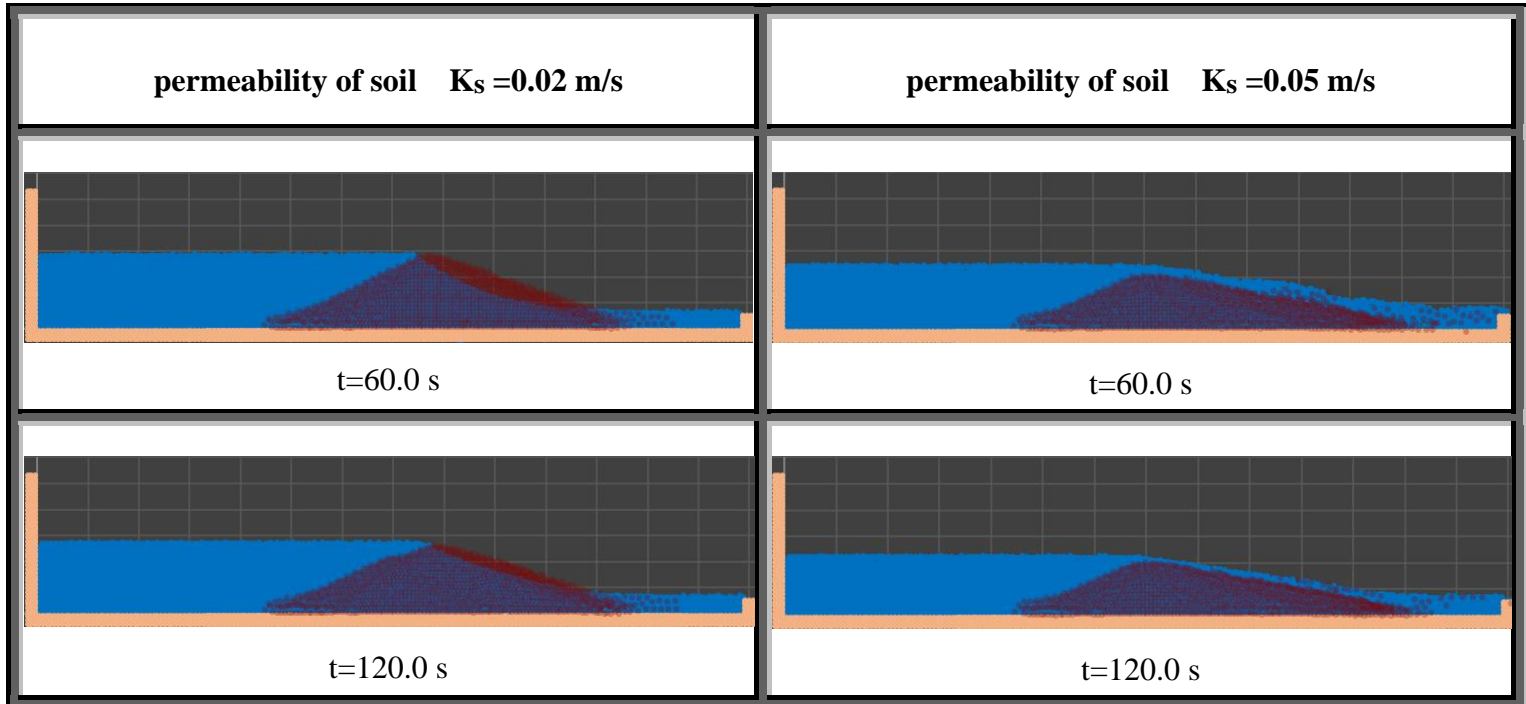 permeability of soil Ks =0.02 m/s
permeability of soil Ks =0.05 m/s
t=60.0 s
t=60.0 s
t=120.0 s
t=120.0 s